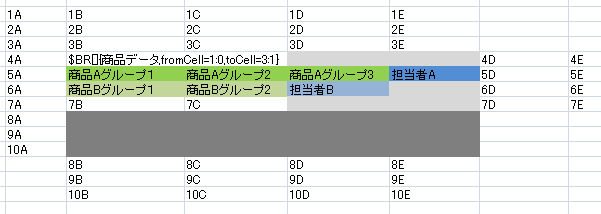 1A 1B 1C 1D 1E
2A 2B 2C 2D 2E
3A 3B 3C 3D 3E
4A $BR[]{商品データ,fromCell=1:0,toCell=3:1} 4D 4E
5A 商品Aグループ1 商品Aグループ2 商品Aグループ3 担当者A 5D 5E
6A 商品Bグループ1 商品Bグループ2 担当者B 6D 6E
7A 7B 7C 7D 7E
8A
9A
10A
8B 8C 8D 8E
9B 9C 9D 9E
10B 10C 10D 10E